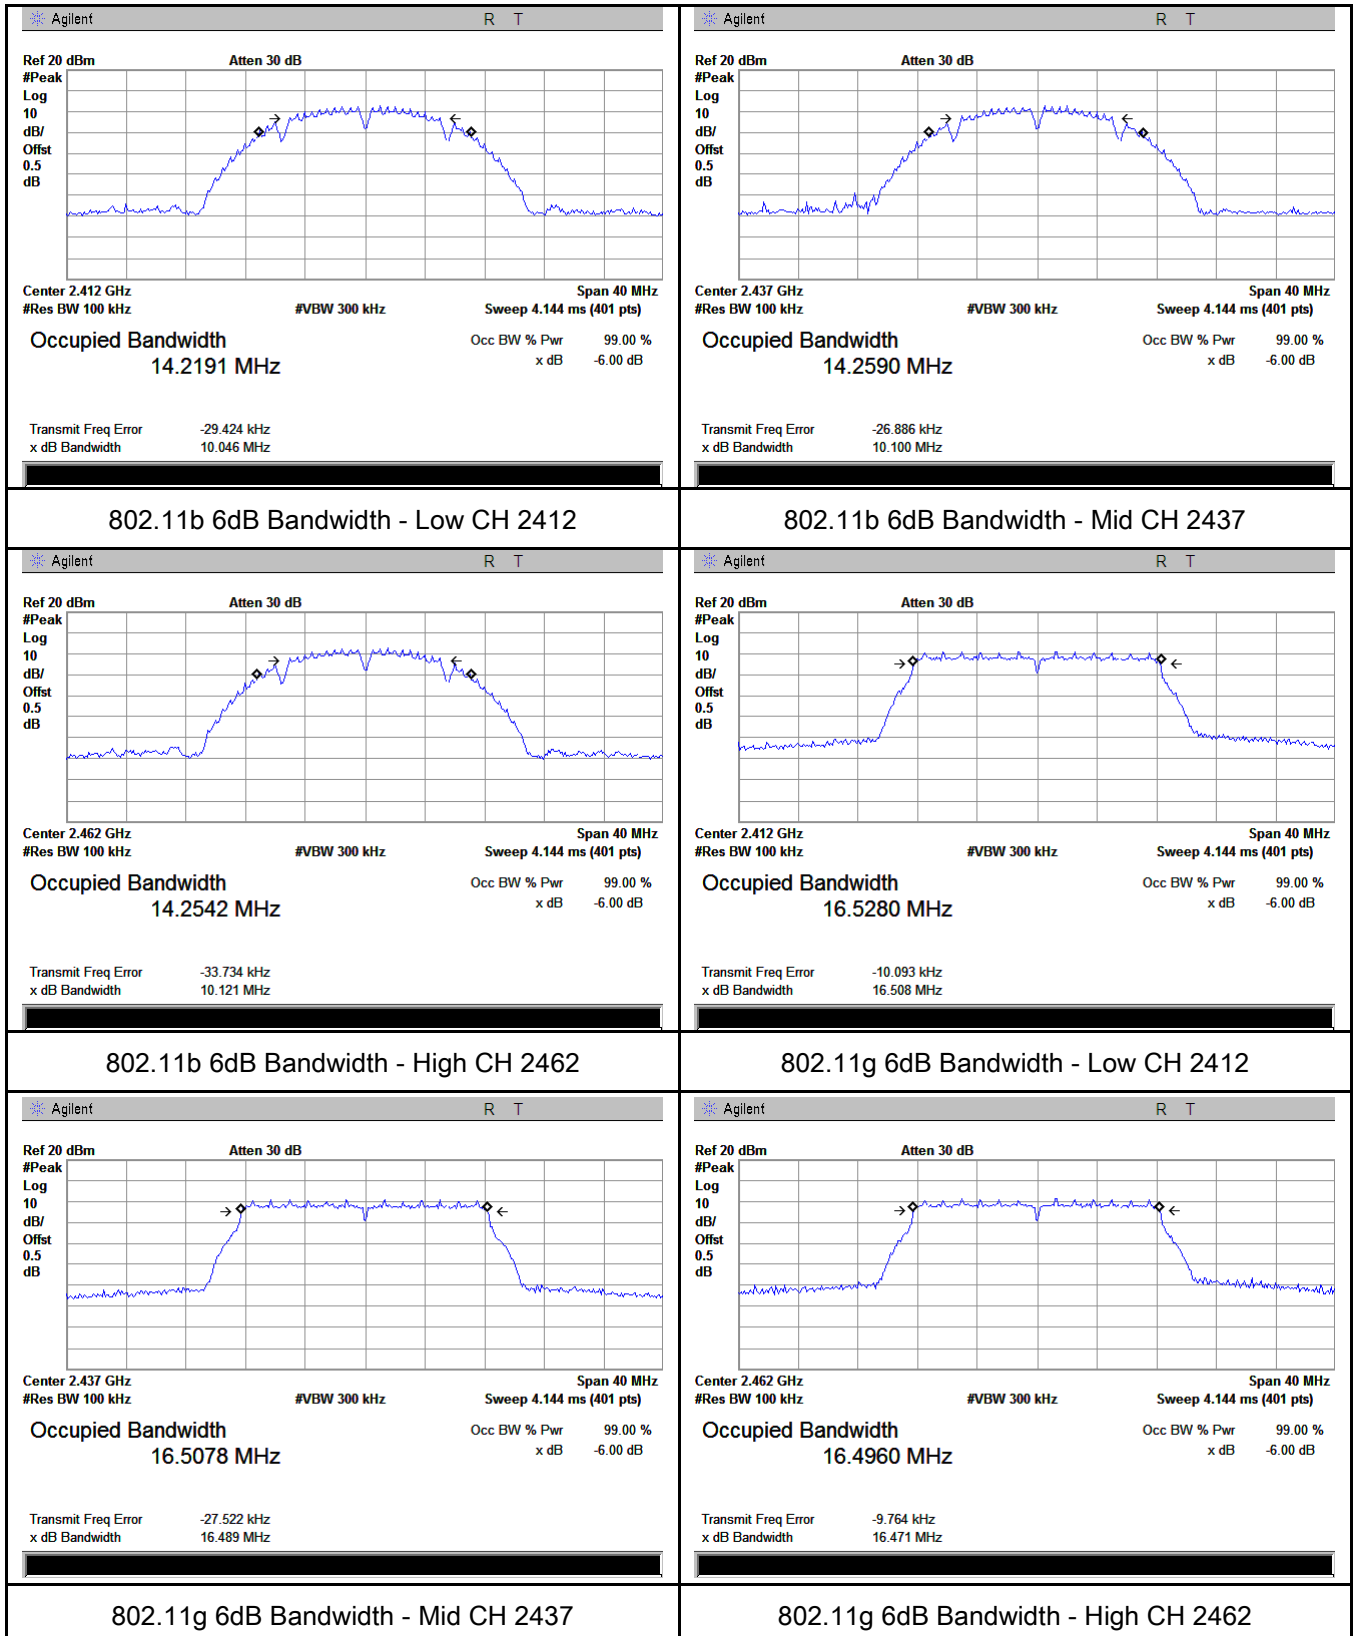 Agilent R T
Ref 20 dBm Atten 30 dB
#Peak
Log
10
dB/
Offst
0.5
dB
Center 2.412 GHz Span 40 MHz
#Res BW 100 kHz #VBW 300 kHz Sweep 4.144 ms (401 pts)
Occupied Bandwidth Occ BW % Pwr 99.00 %
14.2191 MHz x dB -6.00 dB
Transmit Freq Error -29.424 kHz
x dB Bandwidth 10.046 MHz
802.11b 6dB Bandwidth - Low CH 2412
Agilent R T
Ref 20 dBm Atten 30 dB
#Peak
Log
10
dB/
Offst
0.5
dB
Center 2.437 GHz Span 40 MHz
#Res BW 100 kHz #VBW 300 kHz Sweep 4.144 ms (401 pts)
Occupied Bandwidth Occ BW % Pwr 99.00 %
14.2590 MHz x dB -6.00 dB
Transmit Freq Error -26.886 kHz
x dB Bandwidth 10.100 MHz
802.11b 6dB Bandwidth - Mid CH 2437
Agilent R T
Ref 20 dBm Atten 30 dB
#Peak
Log
10
dB/
Offst
0.5
dB
Center 2.462 GHz Span 40 MHz
#Res BW 100 kHz #VBW 300 kHz Sweep 4.144 ms (401 pts)
Occupied Bandwidth Occ BW % Pwr 99.00 %
14.2542 MHz x dB -6.00 dB
Transmit Freq Error -33.734 kHz
x dB Bandwidth 10.121 MHz
802.11b 6dB Bandwidth - High CH 2462
Agilent R T
Ref 20 dBm Atten 30 dB
#Peak
Log
10
dB/
Offst
0.5
dB
Center 2.412 GHz Span 40 MHz
#Res BW 100 kHz #VBW 300 kHz Sweep 4.144 ms (401 pts)
Occupied Bandwidth Occ BW % Pwr 99.00 %
16.5280 MHz x dB -6.00 dB
Transmit Freq Error -10.093 kHz
x dB Bandwidth 16.508 MHz
802.11g 6dB Bandwidth - Low CH 2412
Agilent R T
Ref 20 dBm Atten 30 dB
#Peak
Log
10
dB/
Offst
0.5
dB
Center 2.437 GHz Span 40 MHz
#Res BW 100 kHz #VBW 300 kHz Sweep 4.144 ms (401 pts)
Occupied Bandwidth Occ BW % Pwr 99.00 %
16.5078 MHz x dB -6.00 dB
Transmit Freq Error -27.522 kHz
x dB Bandwidth 16.489 MHz
802.11g 6dB Bandwidth - Mid CH 2437
Agilent R T
Ref 20 dBm Atten 30 dB
#Peak
Log
10
dB/
Offst
0.5
dB
Center 2.462 GHz Span 40 MHz
#Res BW 100 kHz #VBW 300 kHz Sweep 4.144 ms (401 pts)
Occupied Bandwidth Occ BW % Pwr 99.00 %
16.4960 MHz x dB -6.00 dB
Transmit Freq Error -9.764 kHz
x dB Bandwidth 16.471 MHz
802.11g 6dB Bandwidth - High CH 2462